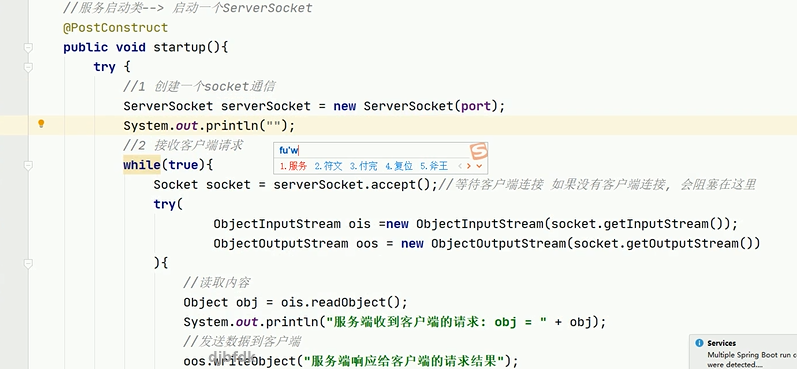 //服务启动类--> 启动一个ServerSocket
@PostConstruct
public void startup(){
try {
//1 创建一个socket通信
ServerSocket serverSocket = new ServerSocket(port);
System.out.println("");
//2 接收客户端请求
fu'w
1.服务 2.符文 3.付完 4.复位 5.斧王
while(true){
Socket socket = serverSocket.accept();//等待客户端连接 如果没有客户端连接, 会阻塞在这里
try(
ObjectInputStream ois =new ObjectInputStream(socket.getInputStream());
ObjectOutputStream oos = new ObjectOutputStream(socket.getOutputStream())
){
//读取内容
Object obj = ois.readObject();
System.out.println("服务端收到客户端的请求: obj = " + obj);
//发送数据到客户端
oos.writeObject("服务端响应给客户端的请求结果");
Services
Multiple Spring Boot run c
were detected....